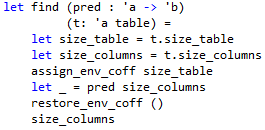 let find (pred : 'a -> 'b)
(t: 'a table) =
let size_table = t.size_table
let size_columns = t.size_columns
assign_env_coff size_table
let _ = pred size_columns
restore_env_coff ()
size_columns